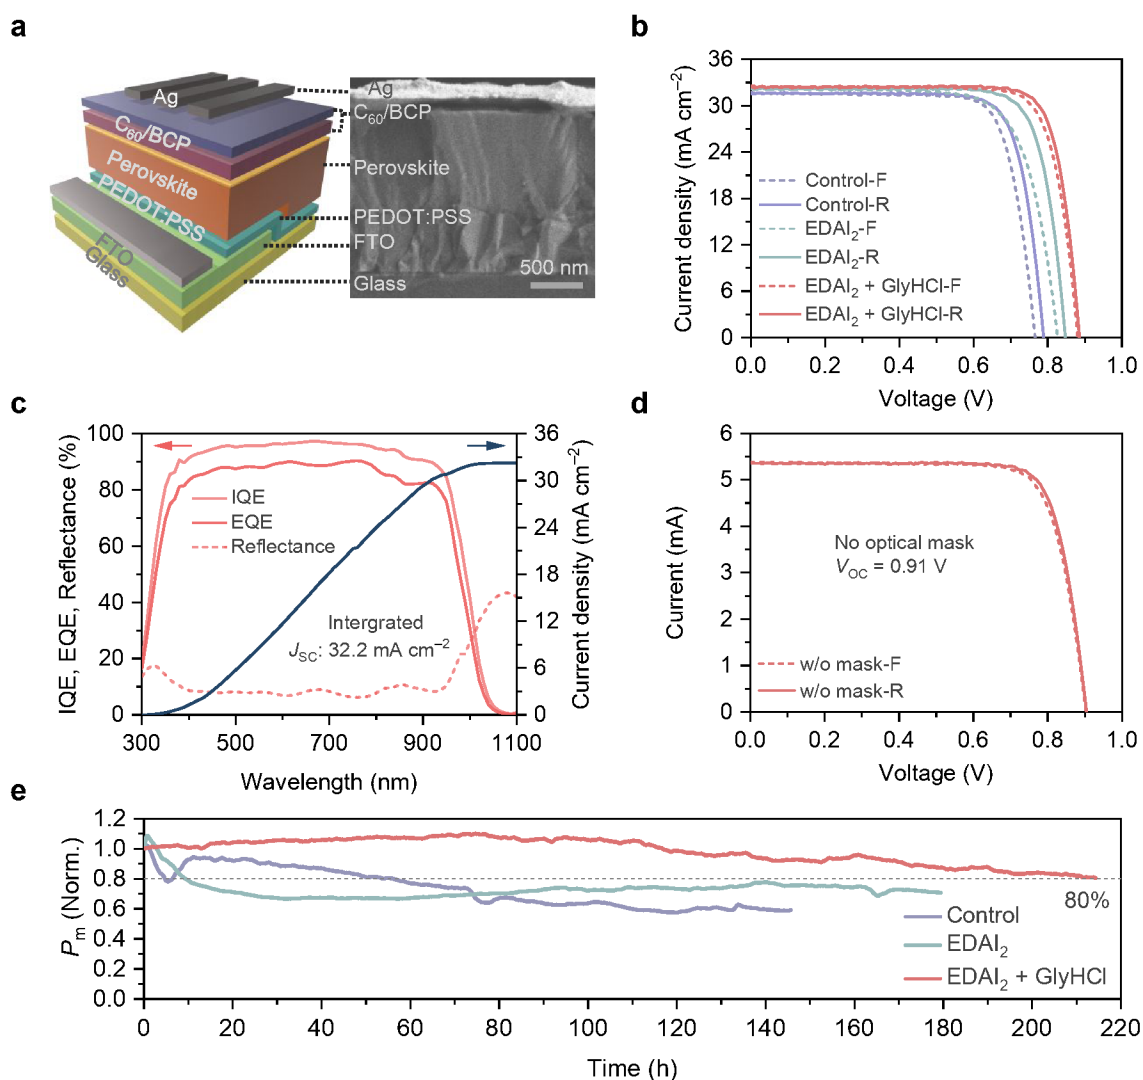 a
Ag
C60/BCP
Perovskite
PEDOT:PSS
FTO
Glass
Ag
C60/BCP
Perovskite
PEDOT:PSS
FTO
Glass
500 nm
b
Current density (mA cm−2)
36
30
24
18
12
6
0
Control-F
Control-R
EDAI2-F
EDAI2-R
EDAI2 + GlyHCl-F
EDAI2 + GlyHCl-R
0.0 0.2 0.4 0.6 0.8 1.0
Voltage (V)
c
IQE, EQE, Reflectance (%)
100
80
60
40
20
0
IQE
EQE
Reflectance
Intergrated
JSC: 32.2 mA cm−2
36
30
24
18
12
6
0
Current density (mA cm−2)
300 500 700 900 1100
Wavelength (nm)
d
Current (mA)
6
5
4
3
2
1
0
No optical mask
VOC = 0.91 V
w/o mask-F
w/o mask-R
0.0 0.2 0.4 0.6 0.8 1.0
Voltage (V)
e
Pm (Norm.)
1.2
1.0
0.8
0.6
0.4
0.2
0.0
80%
Control
EDAI2
EDAI2 + GlyHCl
0 20 40 60 80 100 120 140 160 180 200 220
Time (h)